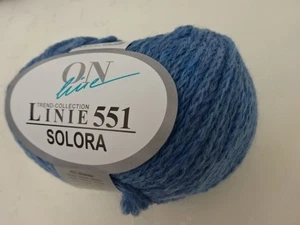 ON
line
TREND-COLLECTION
LINIE 551
SOLORA